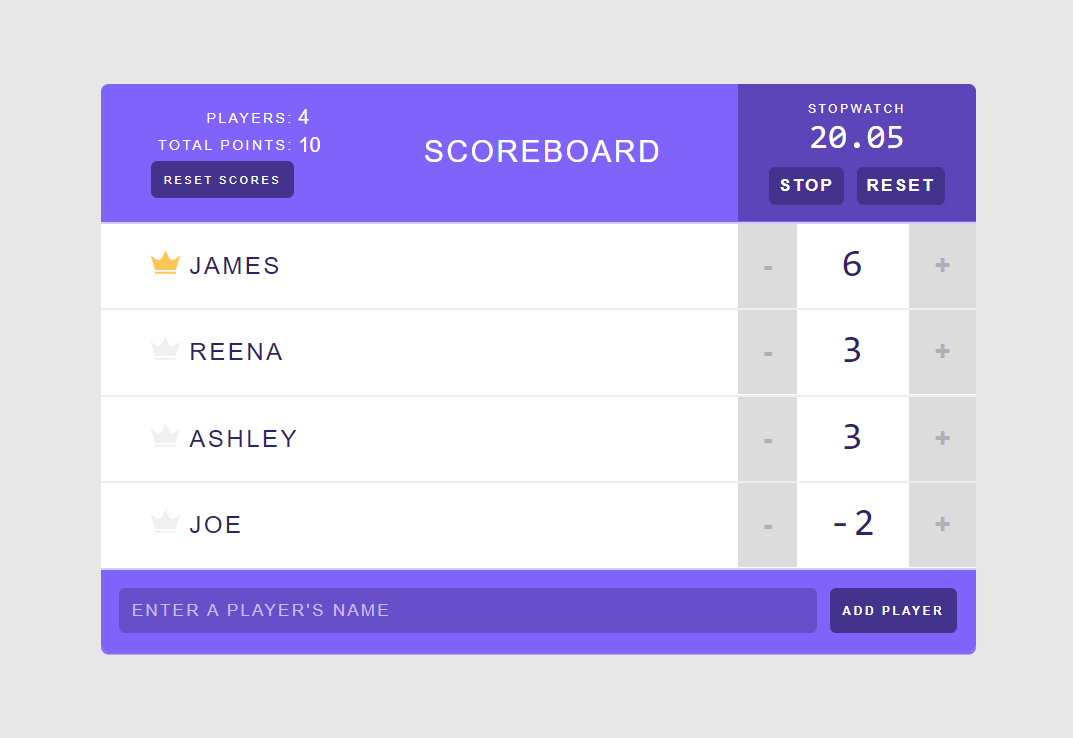 PLAYERS: 4
TOTAL POINTS: 10
RESET SCORES
SCOREBOARD
STOPWATCH
20.05
STOP RESET
JAMES - 6 +
REENA - 3 +
ASHLEY - 3 +
JOE - -2 +
ENTER A PLAYER'S NAME ADD PLAYER